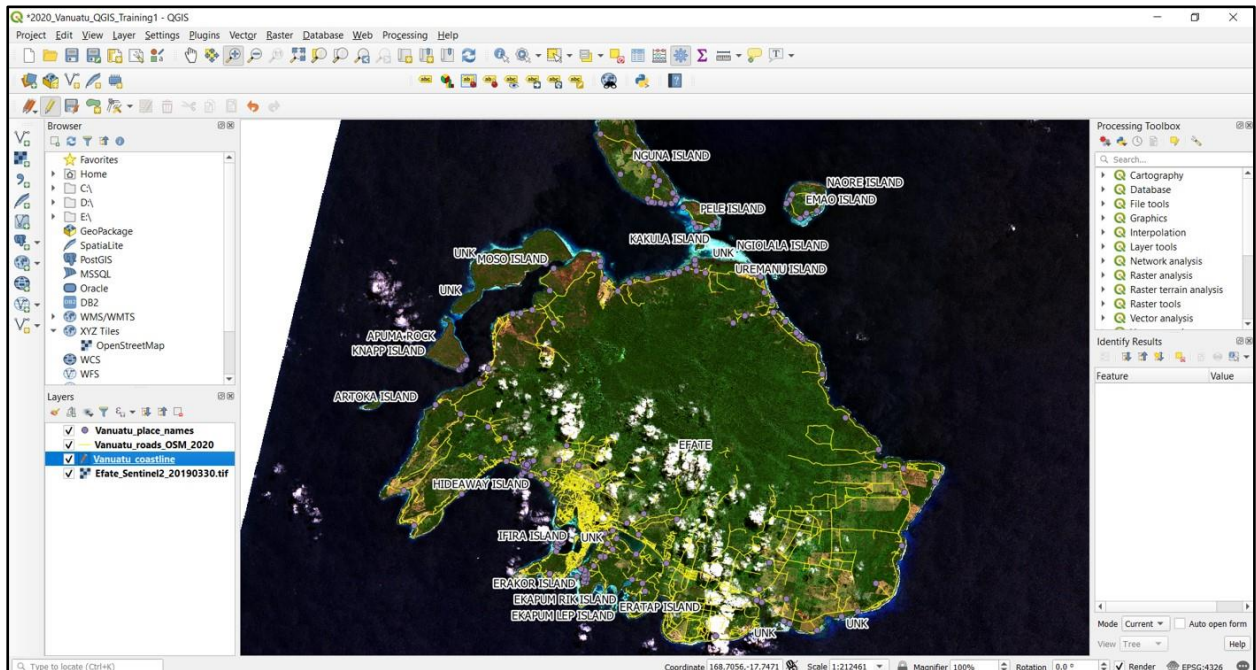 *2020_Vanuatu_QGIS_Training1 - QGIS
Project Edit View Layer Settings Plugins Vector Raster Database Web Processing Help
Browser
Favorites
Home
C:\
D:\
E:\
GeoPackage
SpatiaLite
PostGIS
MSSQL
Oracle
DB2
WMS/WMTS
XYZ Tiles
OpenStreetMap
WCS
WFS
Layers
Vanuatu_place_names
Vanuatu_roads_OSM_2020
Vanuatu_coastline
Efate_Sentinel2_20190330.tif
NGUNA ISLAND
NAORE ISLAND
EMAO ISLAND
PELE ISLAND
KAKULA ISLAND
NGIOLALA ISLAND
UNK
UNK
MOSO ISLAND
UREMANU ISLAND
UNK
APUMA ROCK
KNAPP ISLAND
ARTOKA ISLAND
EFATE
HIDEAWAY ISLAND
IFIRA ISLAND
UNK
ERAKOR ISLAND
EKAPUM RIK ISLAND
ERATAP ISLAND
EKAPUM LEP ISLAND
UNK
UNK
Processing Toolbox
Search...
Cartography
Database
File tools
Graphics
Interpolation
Layer tools
Network analysis
Raster analysis
Raster terrain analysis
Raster tools
Vector analysis
Identify Results
Feature Value
Mode Current Auto open form
View Tree Help
Type to locate (Ctrl+K) Coordinate 168.7056,-17.7471 Scale 1:212461 Magnifier 100% Rotation 0.0 ° Render EPSG:4326